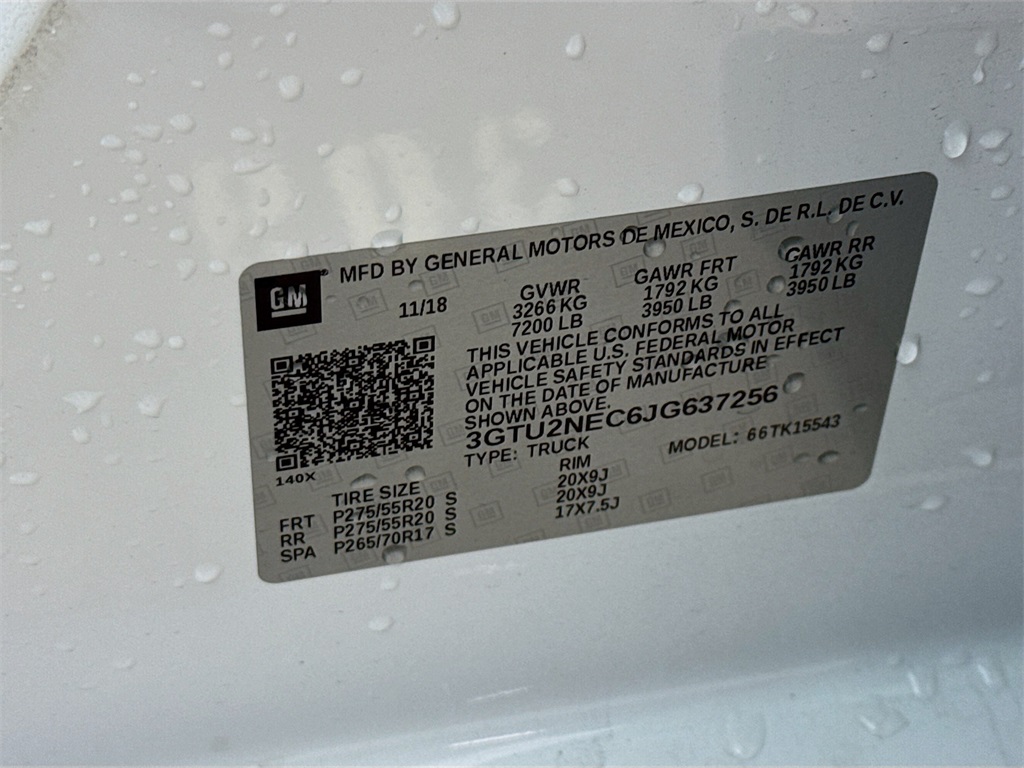 GM
MFD BY GENERAL MOTORS DE MEXICO, S. DE R.L. DE C.V.
11/18
GVWR GAWR FRT GAWR RR
3266 KG 1792 KG 1792 KG
7200 LB 3950 LB 3950 LB
THIS VEHICLE CONFORMS TO ALL
APPLICABLE U.S. FEDERAL MOTOR
VEHICLE SAFETY STANDARDS IN EFFECT
ON THE DATE OF MANUFACTURE
SHOWN ABOVE.
3GTU2NEC6JG637256
TYPE: TRUCK MODEL: 66TK15543
140X
TIRE SIZE RIM
FRT P275/55R20 S 20X9J
RR P275/55R20 S 20X9J
SPA P265/70R17 S 17X7.5J